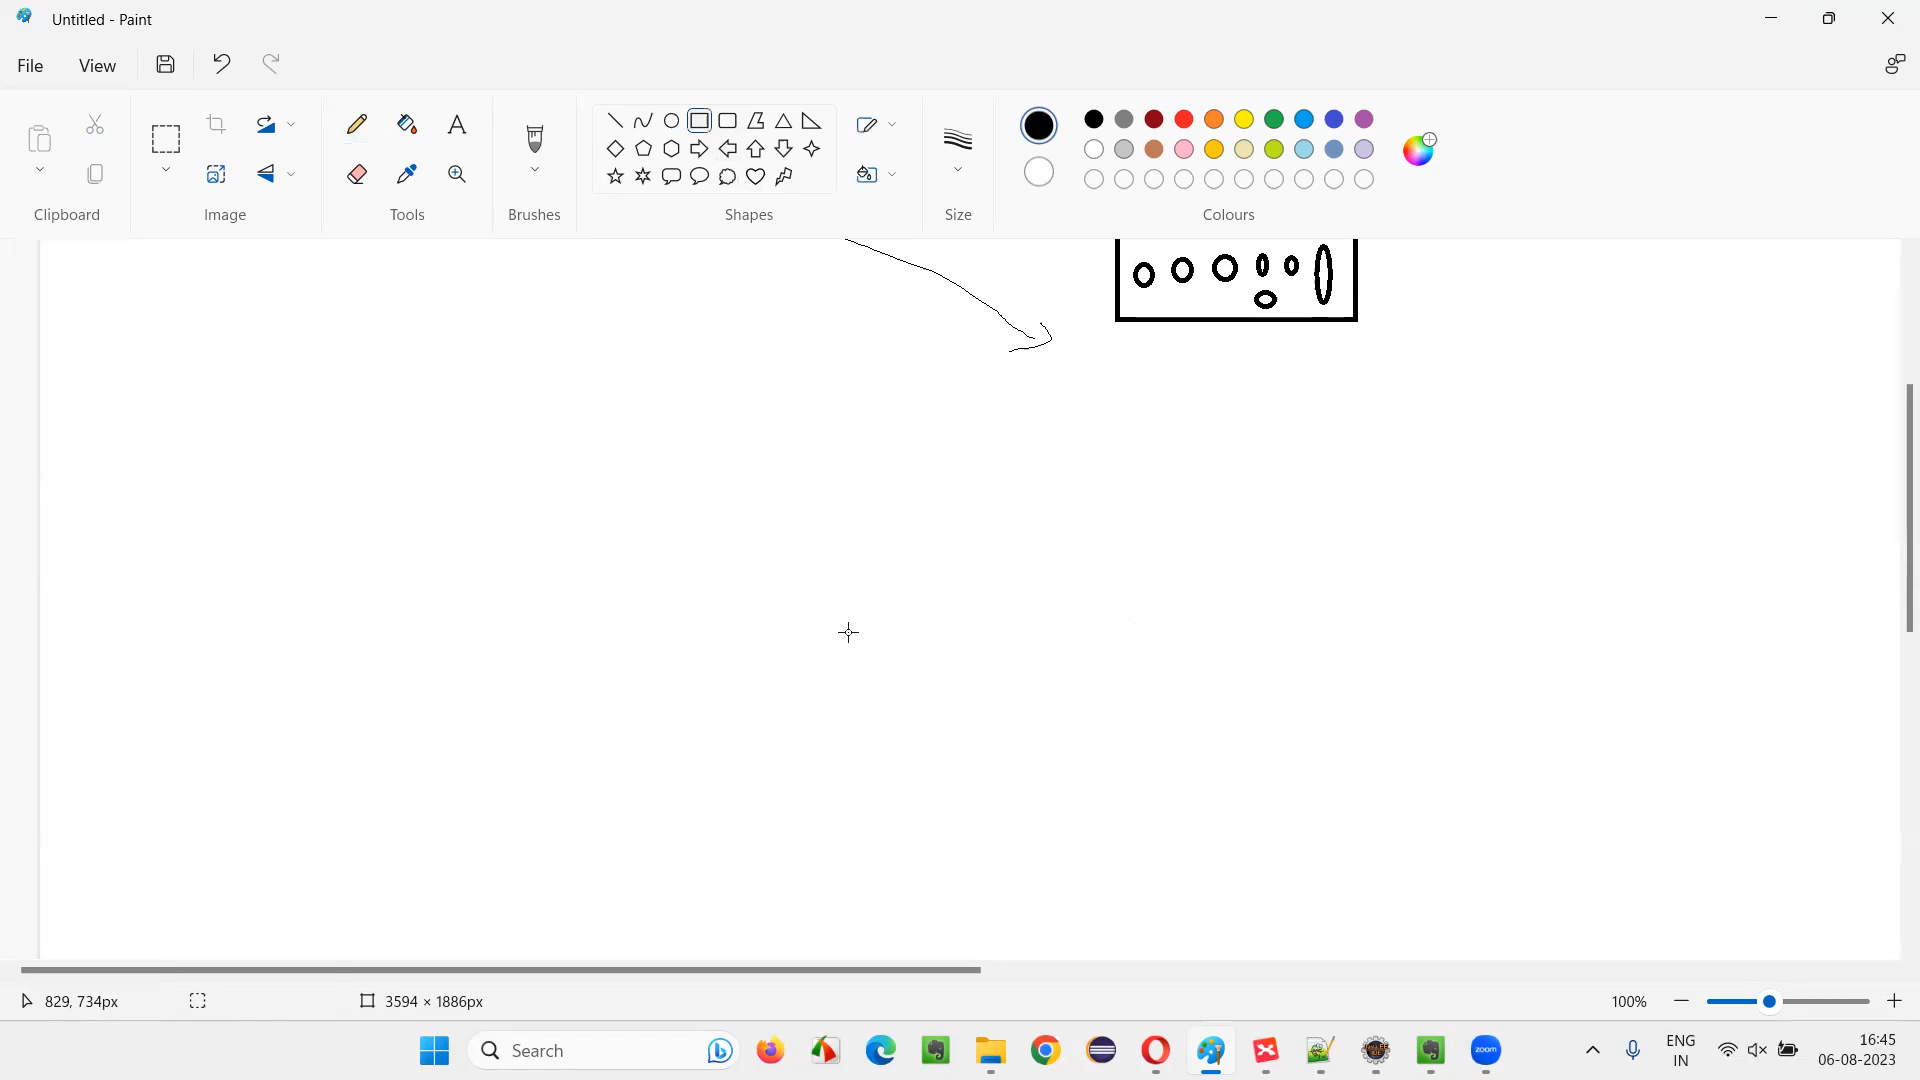 Untitled - Paint
File
View
Clipboard
Image
Tools
Brushes
Shapes
Size
Colours
829, 734px
3594 × 1886px
100%
Search
zoom
ENG
IN
16:45
06-08-2023